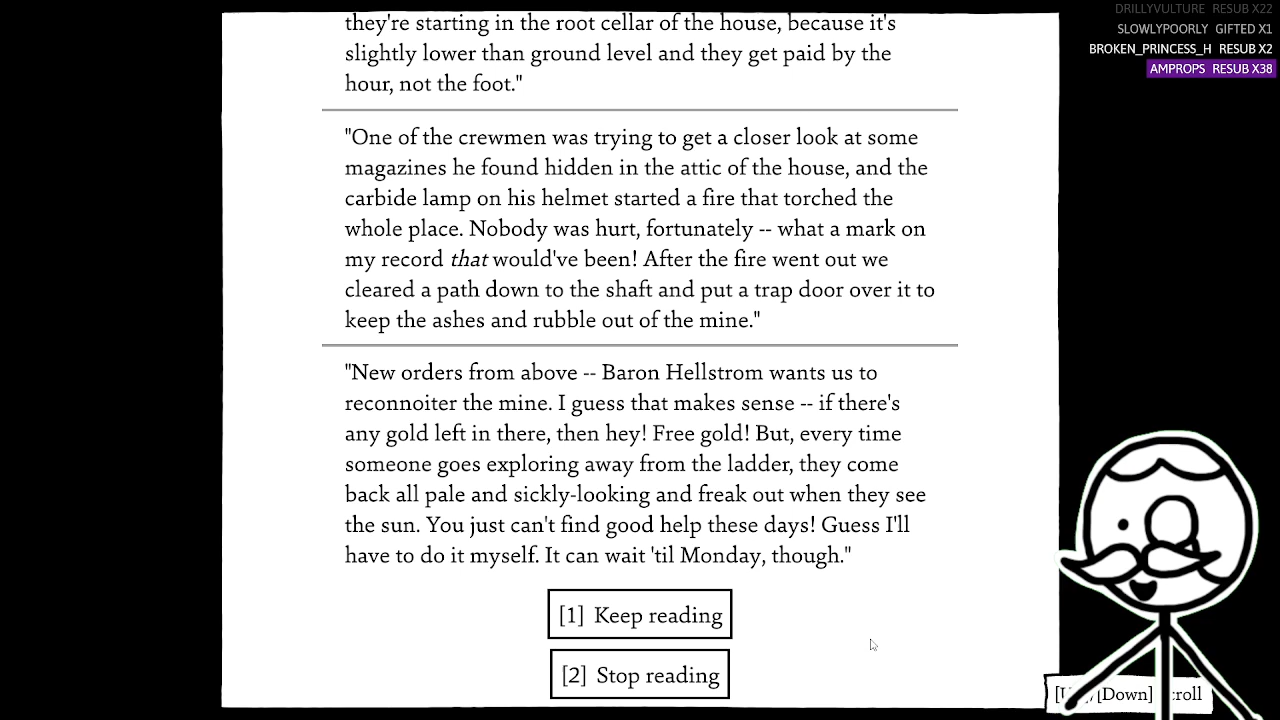 DRILLYVULTURE RESUB X22
SLOWLYPOORLY GIFTED X1
BROKEN_PRINCESS_H RESUB X2
AMPROPS RESUB X38
they're starting in the root cellar of the house, because it's
slightly lower than ground level and they get paid by the
hour, not the foot."
"One of the crewmen was trying to get a closer look at some
magazines he found hidden in the attic of the house, and the
carbide lamp on his helmet started a fire that torched the
whole place. Nobody was hurt, fortunately -- what a mark on
my record that would've been! After the fire went out we
cleared a path down to the shaft and put a trap door over it to
keep the ashes and rubble out of the mine."
"New orders from above -- Baron Hellstrom wants us to
reconnoiter the mine. I guess that makes sense -- if there's
any gold left in there, then hey! Free gold! But, every time
someone goes exploring away from the ladder, they come
back all pale and sickly-looking and freak out when they see
the sun. You just can't find good help these days! Guess I'll
have to do it myself. It can wait 'til Monday, though."
[1] Keep reading
[2] Stop reading
[Down]